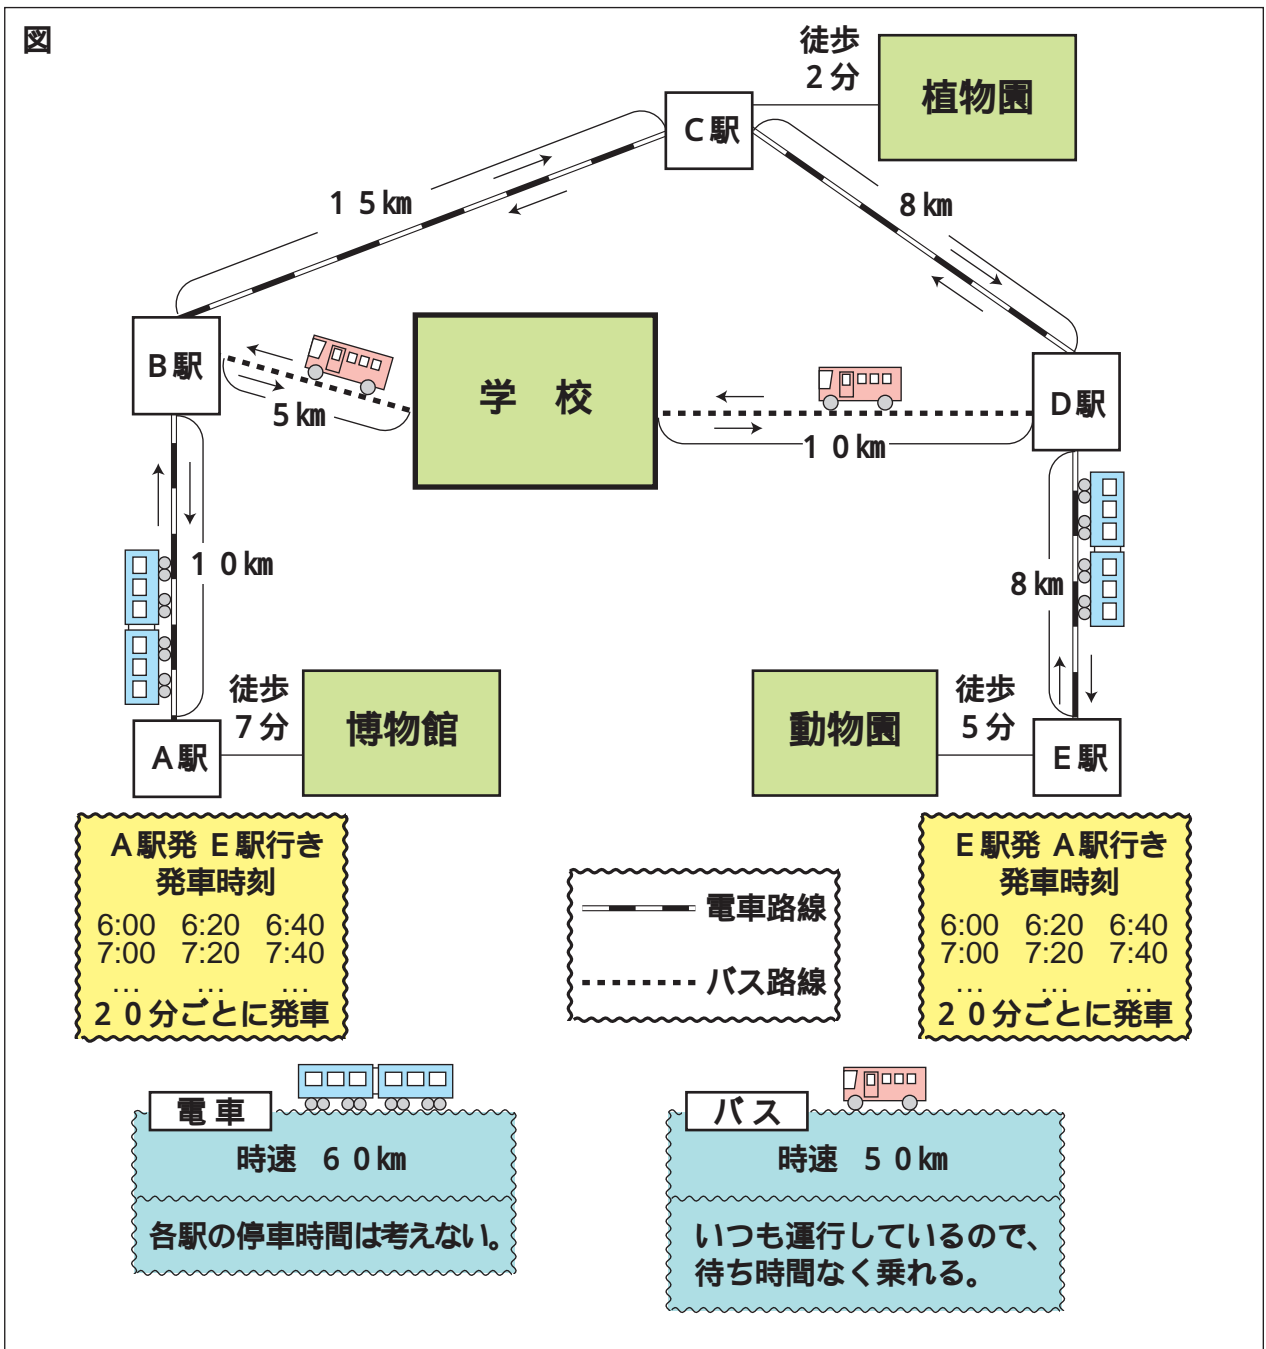 図
徒歩
2分
植物園
C駅
15km
8km
B駅
5km
学校
10km
D駅
10km
8km
徒歩
7分
博物館
A駅
動物園
徒歩
5分
E駅
A駅発 E駅行き
発車時刻
6:00 6:20 6:40
7:00 7:20 7:40
… … …
20分ごとに発車
電車路線
バス路線
E駅発 A駅行き
発車時刻
6:00 6:20 6:40
7:00 7:20 7:40
… … …
20分ごとに発車
電車
時速 60km
各駅の停車時間は考えない。
バス
時速 50km
いつも運行しているので、
待ち時間なく乗れる。